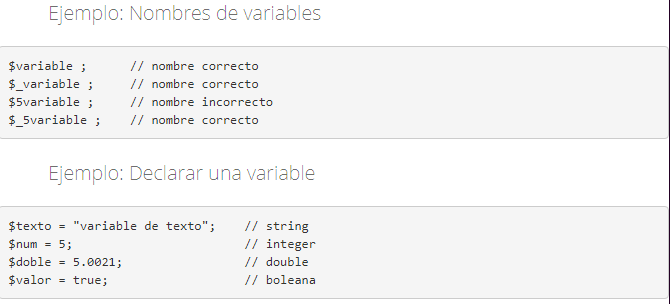 Ejemplo: Nombres de variables
$variable ;      // nombre correcto
$_variable ;     // nombre correcto
$5variable ;     // nombre incorrecto
$_5variable ;    // nombre correcto
Ejemplo: Declarar una variable
$texto = "variable de texto";    // string
$num = 5;                        // integer
$doble = 5.0021;                 // double
$valor = true;                   // boleana